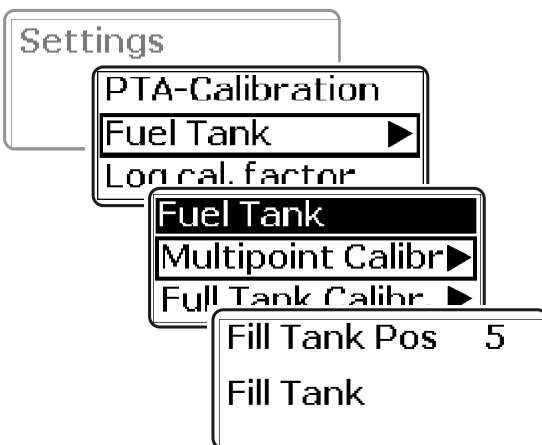 Settings
PTA-Calibration
Fuel Tank ▶
Log cal. factor
Fuel Tank
Multipoint Calibr▶
Full Tank Calibr. ▶
Fill Tank Pos 5
Fill Tank